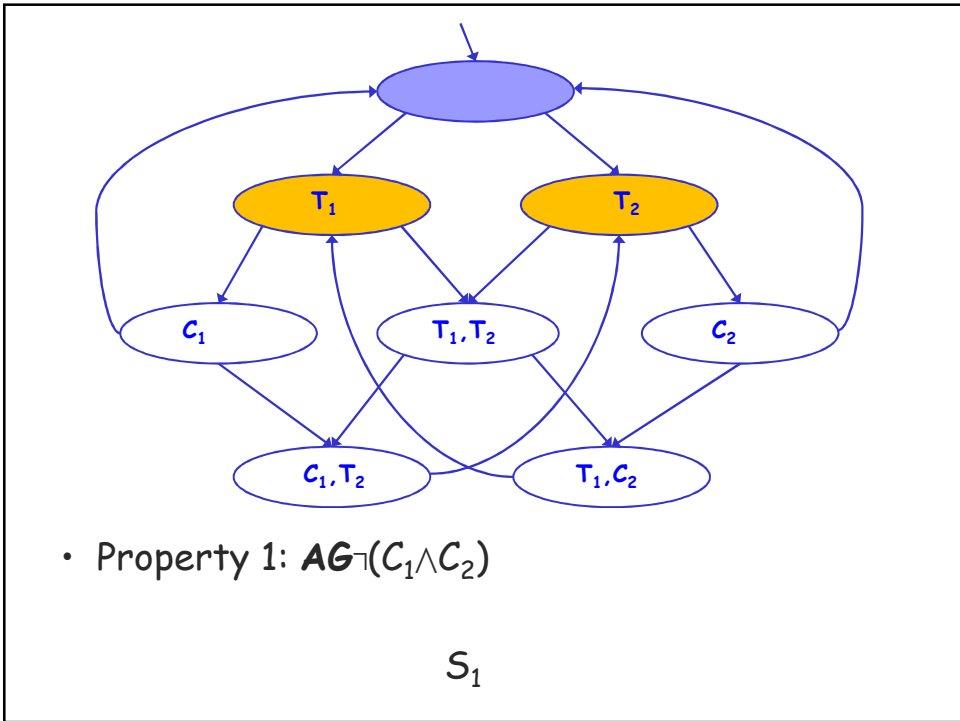 T₁ T₂
C₁ T₁,T₂ C₂
C₁,T₂ T₁,C₂
• Property 1: AG¬(C₁∧C₂)
S₁